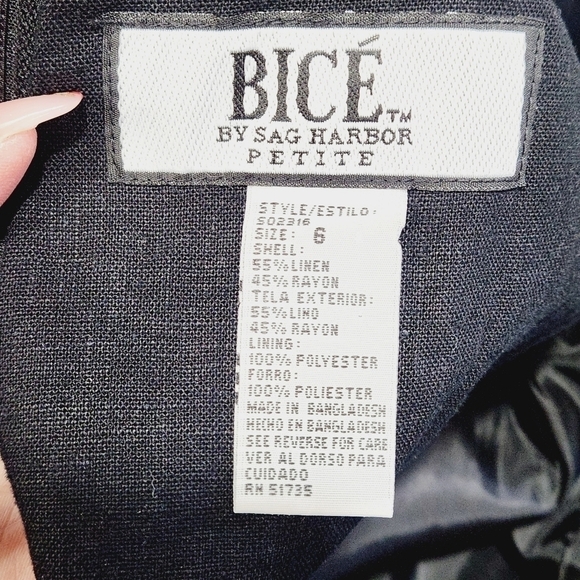 BICÉ™
BY SAG HARBOR
PETITE
STYLE/ESTILO:
S02316
SIZE: 6
SHELL:
55%LINEN
45%RAYON
TELA EXTERIOR:
55%LINO
45%RAYON
LINING:
100%POLYESTER
FORRO:
100%POLIESTER
MADE IN BANGLADESH
HECHO EN BANGLADESH
SEE REVERSE FOR CARE
VER AL DORSO PARA
CUIDADO
RN 51735